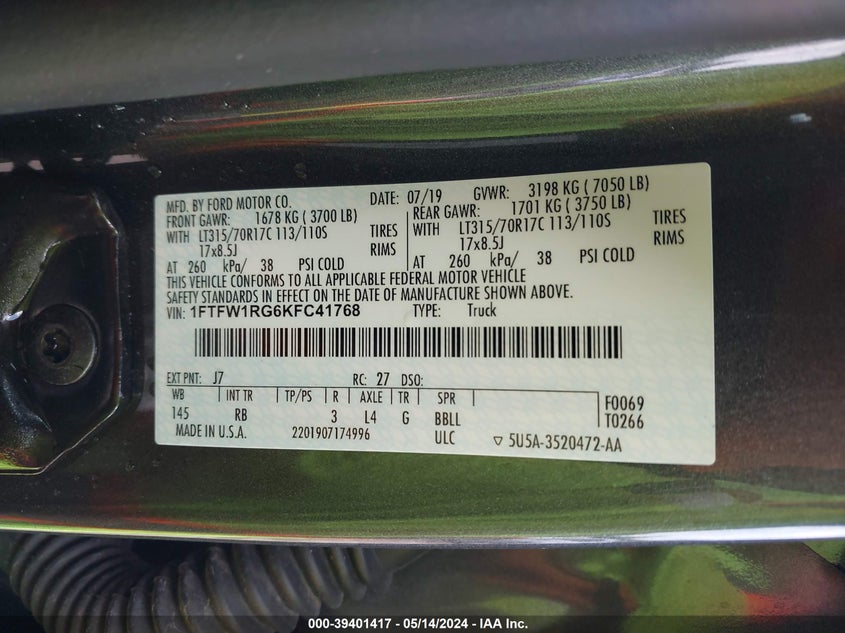 MFD. BY FORD MOTOR CO. DATE: 07/19 GVWR: 3198 KG ( 7050 LB)
FRONT GAWR: 1678 KG ( 3700 LB) REAR GAWR: 1701 KG ( 3750 LB)
WITH LT315/70R17C 113/110S TIRES WITH LT315/70R17C 113/110S TIRES
17x8.5J RIMS 17x8.5J RIMS
AT 260 kPa/ 38 PSI COLD AT 260 kPa/ 38 PSI COLD
THIS VEHICLE CONFORMS TO ALL APPLICABLE FEDERAL MOTOR VEHICLE
SAFETY STANDARDS IN EFFECT ON THE DATE OF MANUFACTURE SHOWN ABOVE.
VIN: 1FTFW1RG6KFC41768 TYPE: Truck
EXT PNT: J7 RC: 27 DSO:
WB INT TR TP/PS R AXLE TR SPR F0069
145 RB 3 L4 G BBLL T0266
MADE IN U.S.A. 2201907174996 ULC ▽ 5U5A-3520472-AA
000-39401417 - 05/14/2024 - IAA Inc.